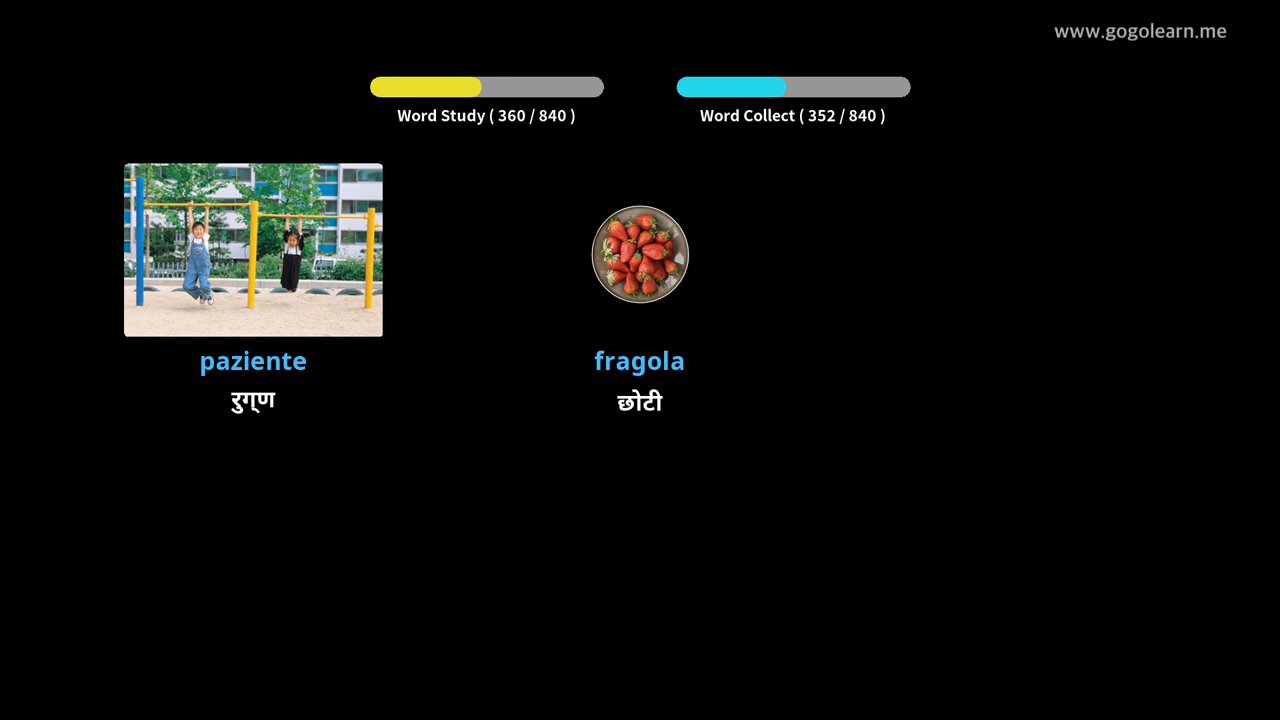 www.gogolearn.me
Word Study ( 360 / 840 )
Word Collect ( 352 / 840 )
paziente
रुग्ण
fragola
छोटी